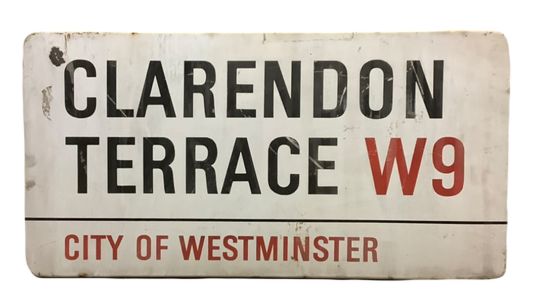 CLARENDON
TERRACE W9
CITY OF WESTMINSTER